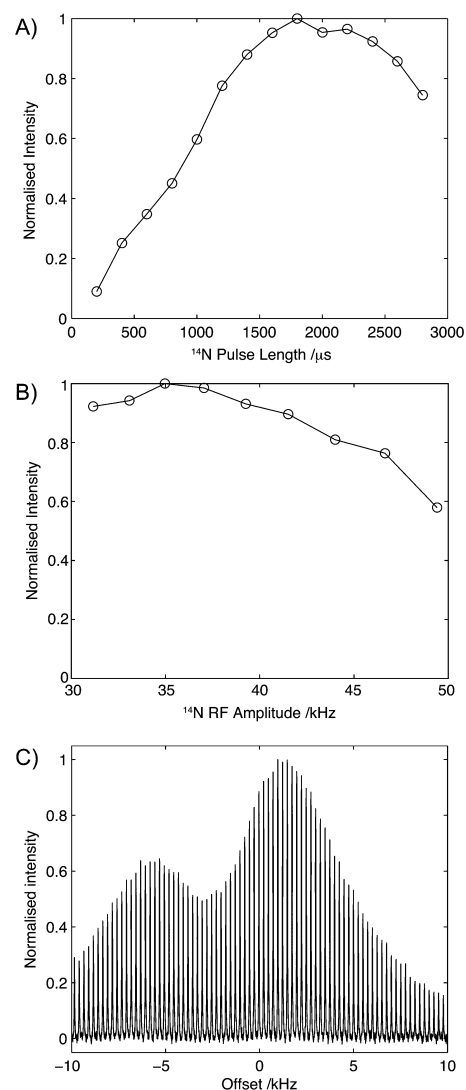 A)
Normalised Intensity
1
0.8
0.6
0.4
0.2
0
0 500 1000 1500 2000 2500 3000
¹⁴N Pulse Length /μs
B)
Normalised Intensity
1
0.8
0.6
0.4
0.2
0
30 35 40 45 50
¹⁴N RF Amplitude /kHz
C)
Normalised intensity
1
0.8
0.6
0.4
0.2
0
−10 −5 0 5 10
Offset /kHz